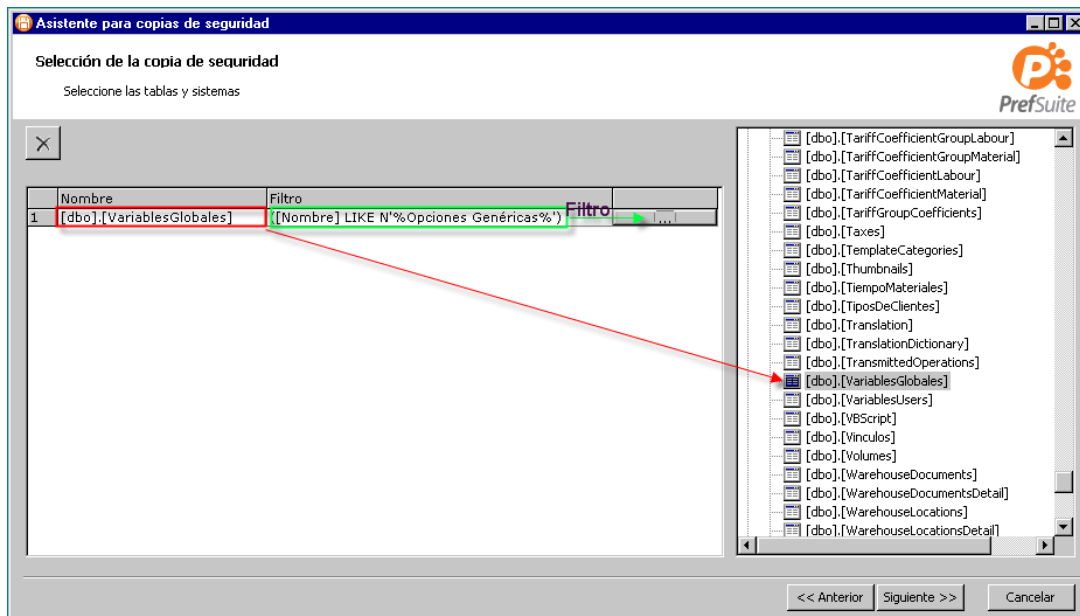 Asistente para copias de seguridad
Selección de la copia de seguridad
Seleccione las tablas y sistemas
PrefSuite
Nombre Filtro
1 [dbo].[VariablesGlobales] ([Nombre] LIKE N'%Opciones Genéricas%') Filtro ...
[dbo].[TariffCoefficientGroupLabour]
[dbo].[TariffCoefficientGroupMaterial]
[dbo].[TariffCoefficientLabour]
[dbo].[TariffCoefficientMaterial]
[dbo].[TariffGroupCoefficients]
[dbo].[Taxes]
[dbo].[TemplateCategories]
[dbo].[Thumbnails]
[dbo].[TiempoMateriales]
[dbo].[TiposDeClientes]
[dbo].[Translation]
[dbo].[TranslationDictionary]
[dbo].[TransmittedOperations]
[dbo].[VariablesGlobales]
[dbo].[VariablesUsers]
[dbo].[VBScript]
[dbo].[Vinculos]
[dbo].[Volumes]
[dbo].[WarehouseDocuments]
[dbo].[WarehouseDocumentsDetail]
[dbo].[WarehouseLocations]
[dbo].[WarehouseLocationsDetail]
<< Anterior Siguiente >> Cancelar